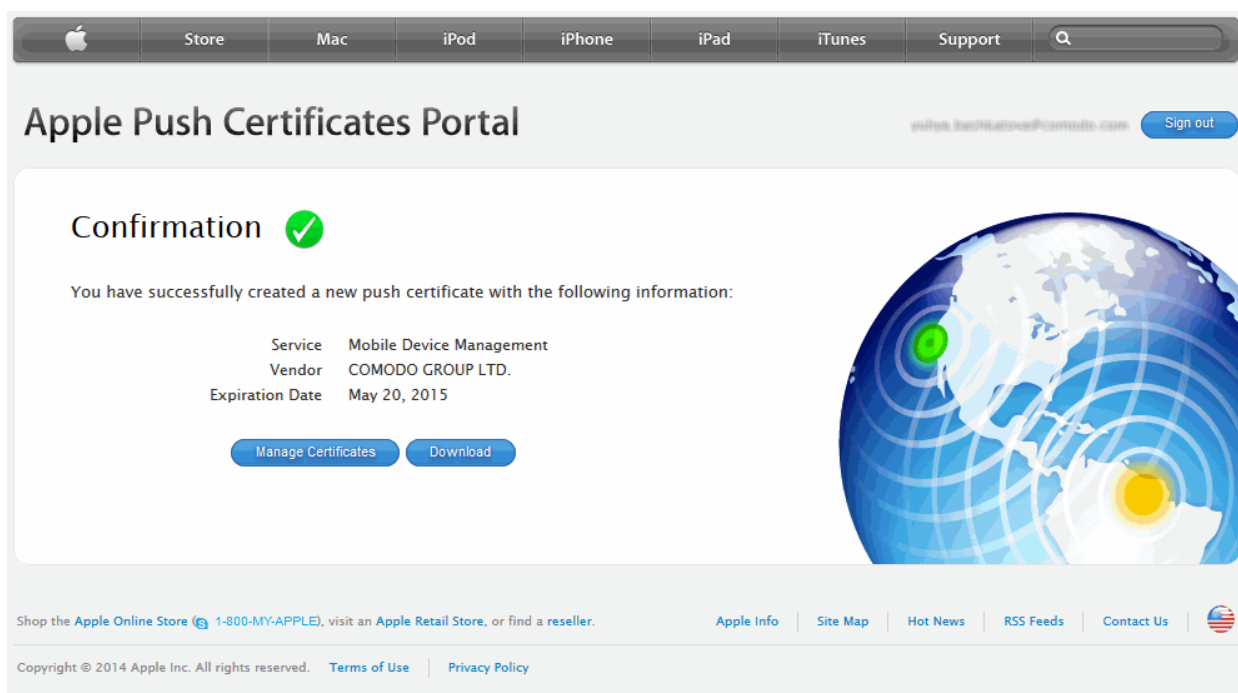 Store Mac iPod iPhone iPad iTunes Support
Apple Push Certificates Portal
Sign out
Confirmation
You have successfully created a new push certificate with the following information:
Service Mobile Device Management
Vendor COMODO GROUP LTD.
Expiration Date May 20, 2015
Manage Certificates Download
Shop the Apple Online Store (1-800-MY-APPLE), visit an Apple Retail Store, or find a reseller. Apple Info Site Map Hot News RSS Feeds Contact Us
Copyright © 2014 Apple Inc. All rights reserved. Terms of Use Privacy Policy